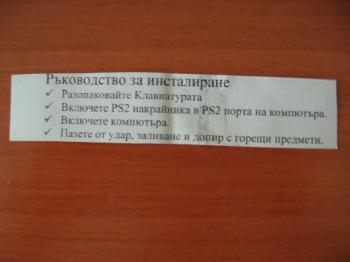 Ръководство за инсталиране
✓ Разопаковайте Клавиатурата
✓ Включете PS2 накрайника в PS2 порта на компютъра.
✓ Включете компютъра.
✓ Пазете от удар, заливане и допир с горещи предмети.